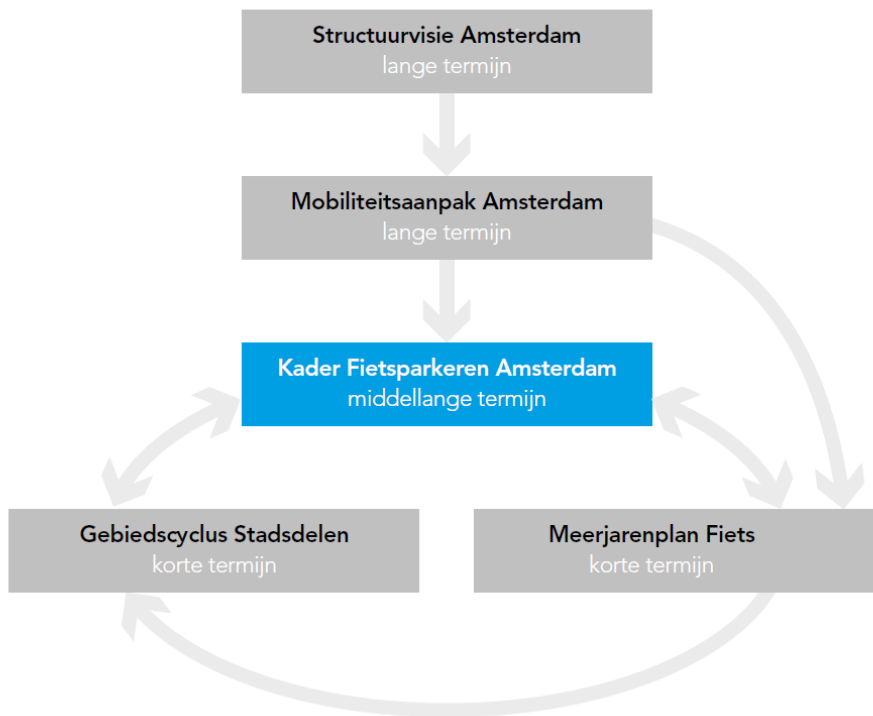 Structuurvisie Amsterdam
lange termijn
Mobiliteitsaanpak Amsterdam
lange termijn
Kader Fietsparkeren Amsterdam
middellange termijn
Gebiedscyclus Stadsdelen
korte termijn
Meerjarenplan Fiets
korte termijn